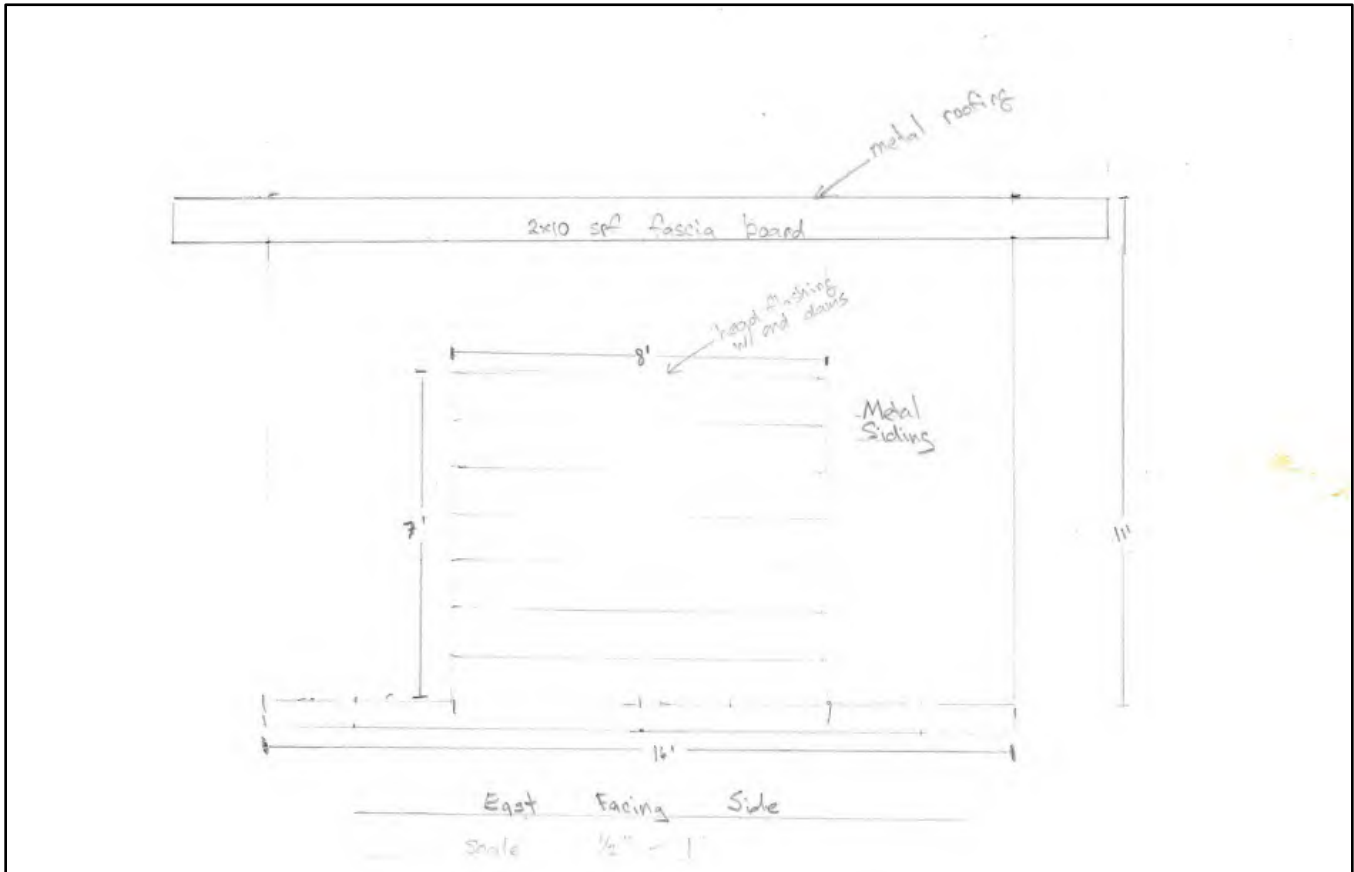 metal roofing
2x10 spf fascia board
head flashing
w/ end dams
8'
Metal
Siding
7'
11'
16'
East Facing Side
Scale 1/2" - 1'